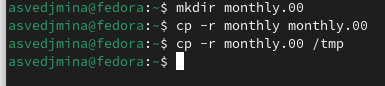 asvedjmina@fedora:~$ mkdir monthly.00
asvedjmina@fedora:~$ cp -r monthly monthly.00
asvedjmina@fedora:~$ cp -r monthly.00 /tmp
asvedjmina@fedora:~$